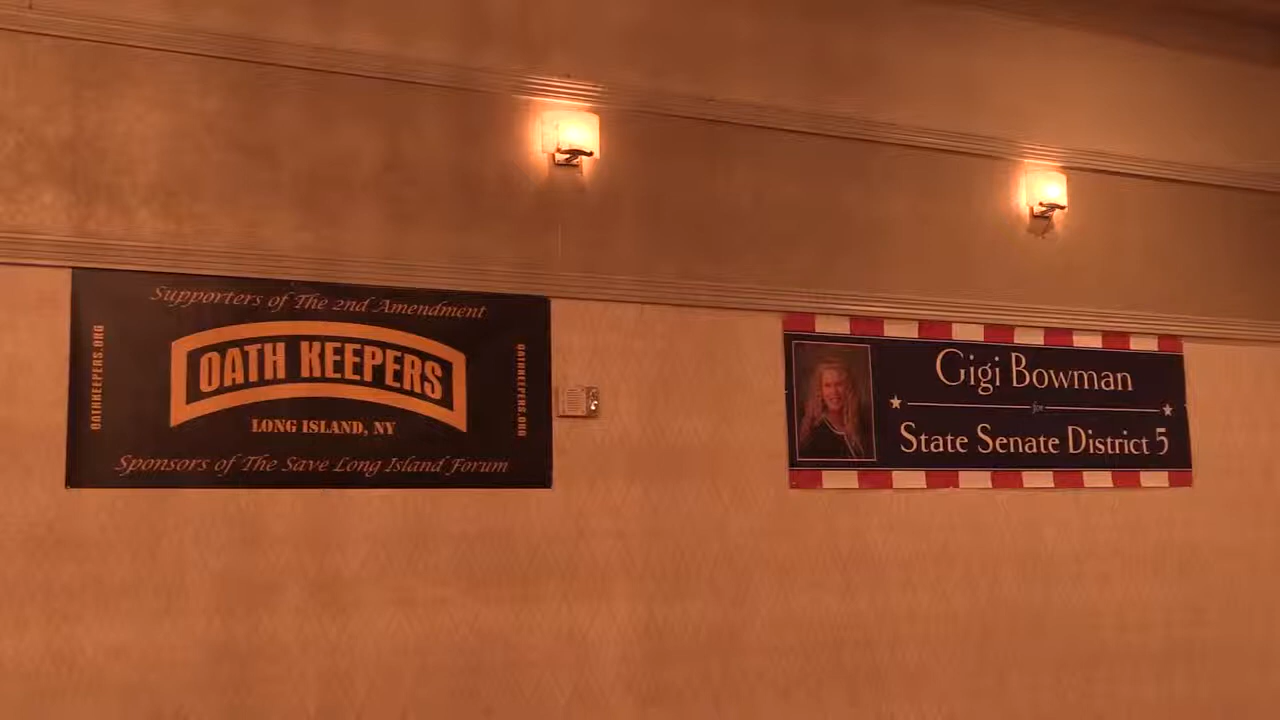 Supporters of The 2nd Amendment
OATHKEEPERS.ORG
OATH KEEPERS
OATHKEEPERS.ORG
LONG ISLAND, NY
Sponsors of The Save Long Island Forum
Gigi Bowman
for
State Senate District 5